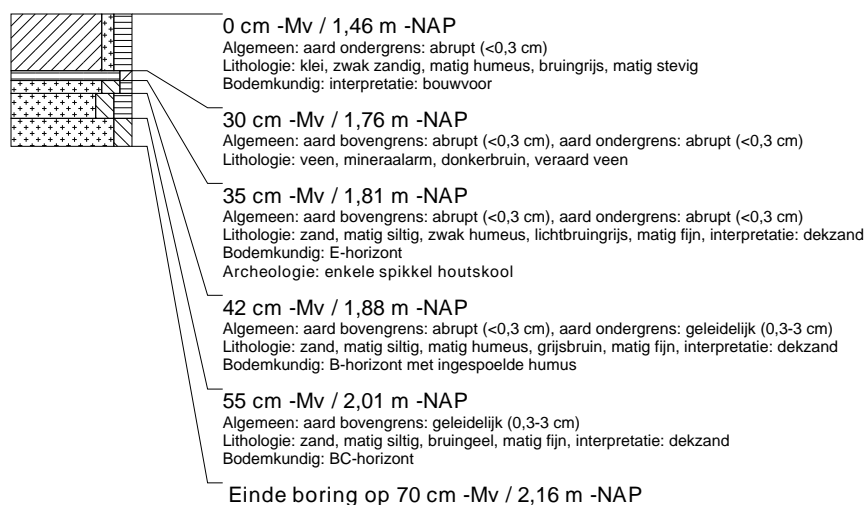 0 cm -Mv / 1,46 m -NAP
Algemeen: aard ondergrens: abrupt (<0,3 cm)
Lithologie: klei, zwak zandig, matig humeus, bruingrijs, matig stevig
Bodemkundig: interpretatie: bouwvoor
30 cm -Mv / 1,76 m -NAP
Algemeen: aard bovengrens: abrupt (<0,3 cm), aard ondergrens: abrupt (<0,3 cm)
Lithologie: veen, mineraalarm, donkerbruin, veraard veen
35 cm -Mv / 1,81 m -NAP
Algemeen: aard bovengrens: abrupt (<0,3 cm), aard ondergrens: abrupt (<0,3 cm)
Lithologie: zand, matig siltig, zwak humeus, lichtbruingrijs, matig fijn, interpretatie: dekzand
Bodemkundig: E-horizont
Archeologie: enkele spikkel houtskool
42 cm -Mv / 1,88 m -NAP
Algemeen: aard bovengrens: abrupt (<0,3 cm), aard ondergrens: geleidelijk (0,3-3 cm)
Lithologie: zand, matig siltig, matig humeus, grijsbruin, matig fijn, interpretatie: dekzand
Bodemkundig: B-horizont met ingespoelde humus
55 cm -Mv / 2,01 m -NAP
Algemeen: aard bovengrens: geleidelijk (0,3-3 cm)
Lithologie: zand, matig siltig, bruingeel, matig fijn, interpretatie: dekzand
Bodemkundig: BC-horizont
Einde boring op 70 cm -Mv / 2,16 m -NAP